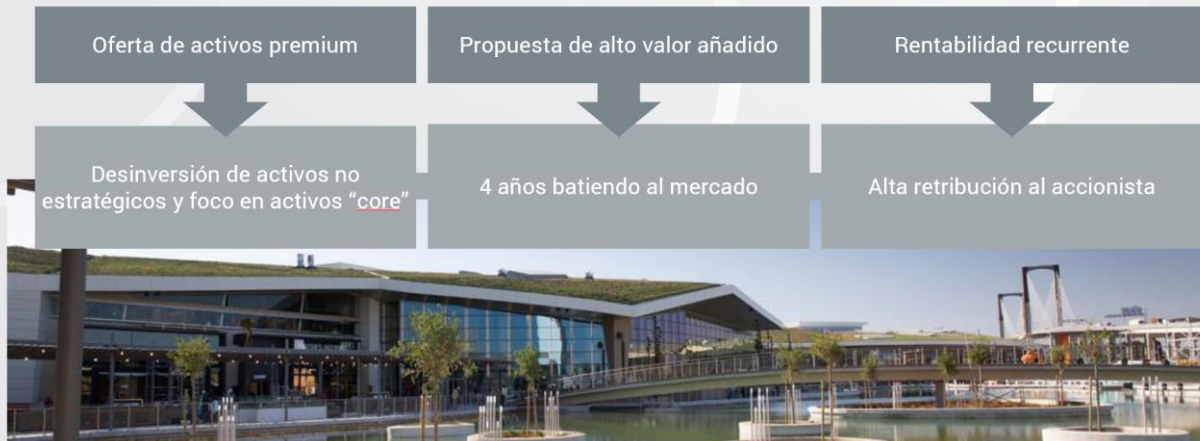 Oferta de activos premium
Propuesta de alto valor añadido
Rentabilidad recurrente
Desinversión de activos no
estratégicos y foco en activos “core”
4 años batiendo al mercado
Alta retribución al accionista